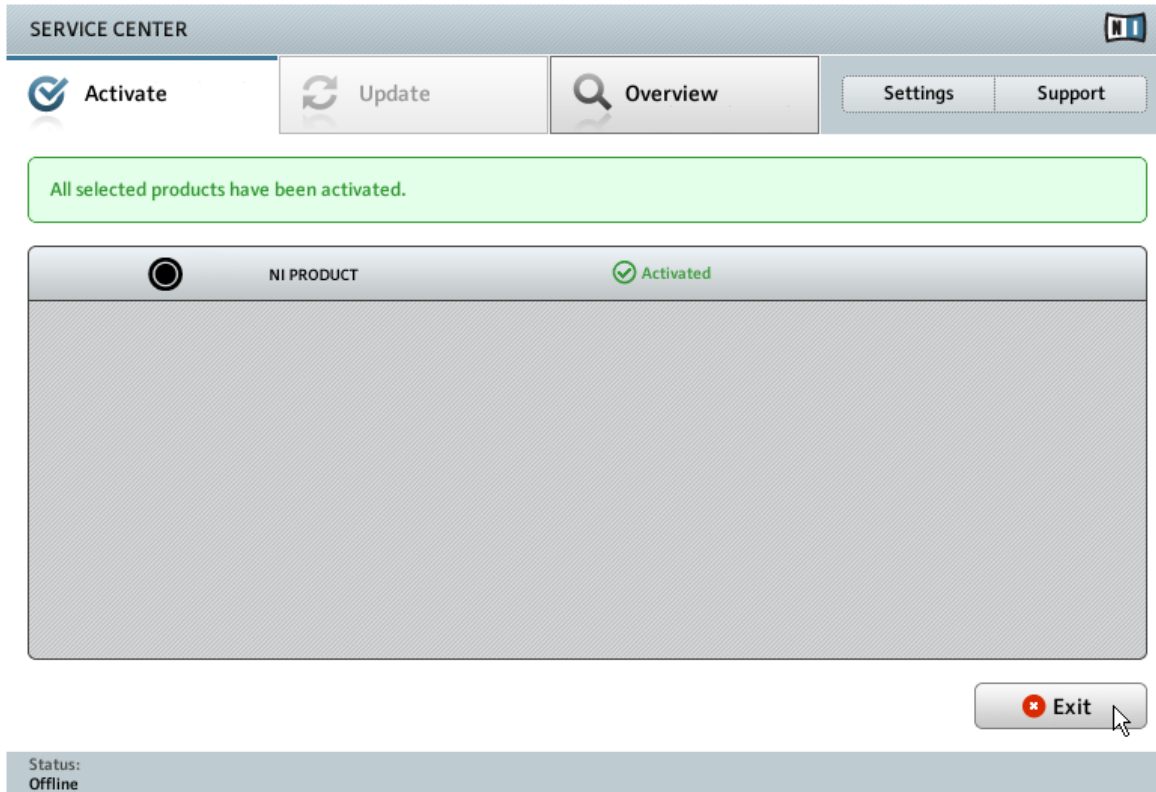 SERVICE CENTER
NI
Activate
Update
Overview
Settings
Support
All selected products have been activated.
NI PRODUCT
Activated
Exit
Status:
Offline